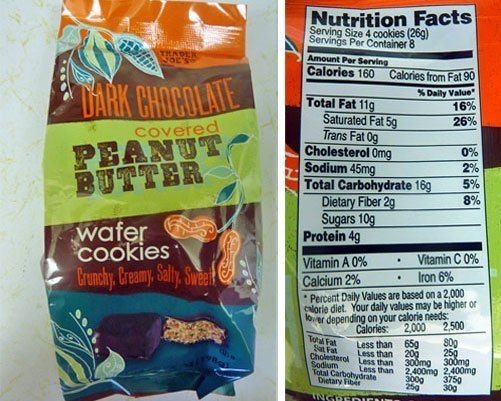 TRADER
JOE'S
DARK CHOCOLATE
covered
PEANUT
BUTTER
wafer
cookies
Crunchy, Creamy, Salty, Sweet
Nutrition Facts
Serving Size 4 cookies (26g)
Servings Per Container 8
Amount Per Serving
Calories 160 Calories from Fat 90
% Daily Value*
Total Fat 11g 16%
Saturated Fat 5g 26%
Trans Fat 0g
Cholesterol 0mg 0%
Sodium 45mg 2%
Total Carbohydrate 16g 5%
Dietary Fiber 2g 8%
Sugars 10g
Protein 4g
Vitamin A 0% • Vitamin C 0%
Calcium 2% • Iron 6%
* Percent Daily Values are based on a 2,000
calorie diet. Your daily values may be higher or
lower depending on your calorie needs:
Calories: 2,000 2,500
Total Fat Less than 65g 80g
Sat Fat Less than 20g 25g
Cholesterol Less than 300mg 300mg
Sodium Less than 2,400mg 2,400mg
Total Carbohydrate 300g 375g
Dietary Fiber 25g 30g